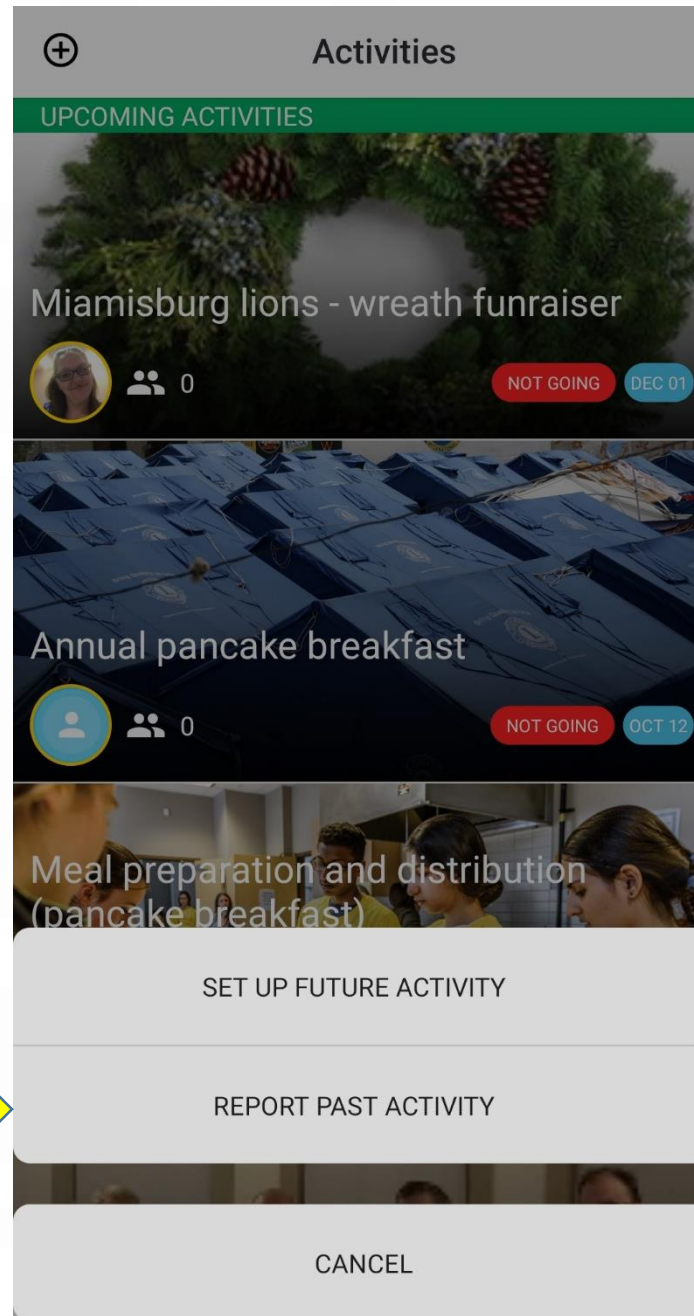 Activities
UPCOMING ACTIVITIES
Miamisburg lions - wreath funraiser
0
NOT GOING
DEC 01
Annual pancake breakfast
0
NOT GOING
OCT 12
Meal preparation and distribution
(pancake breakfast)
SET UP FUTURE ACTIVITY
REPORT PAST ACTIVITY
CANCEL